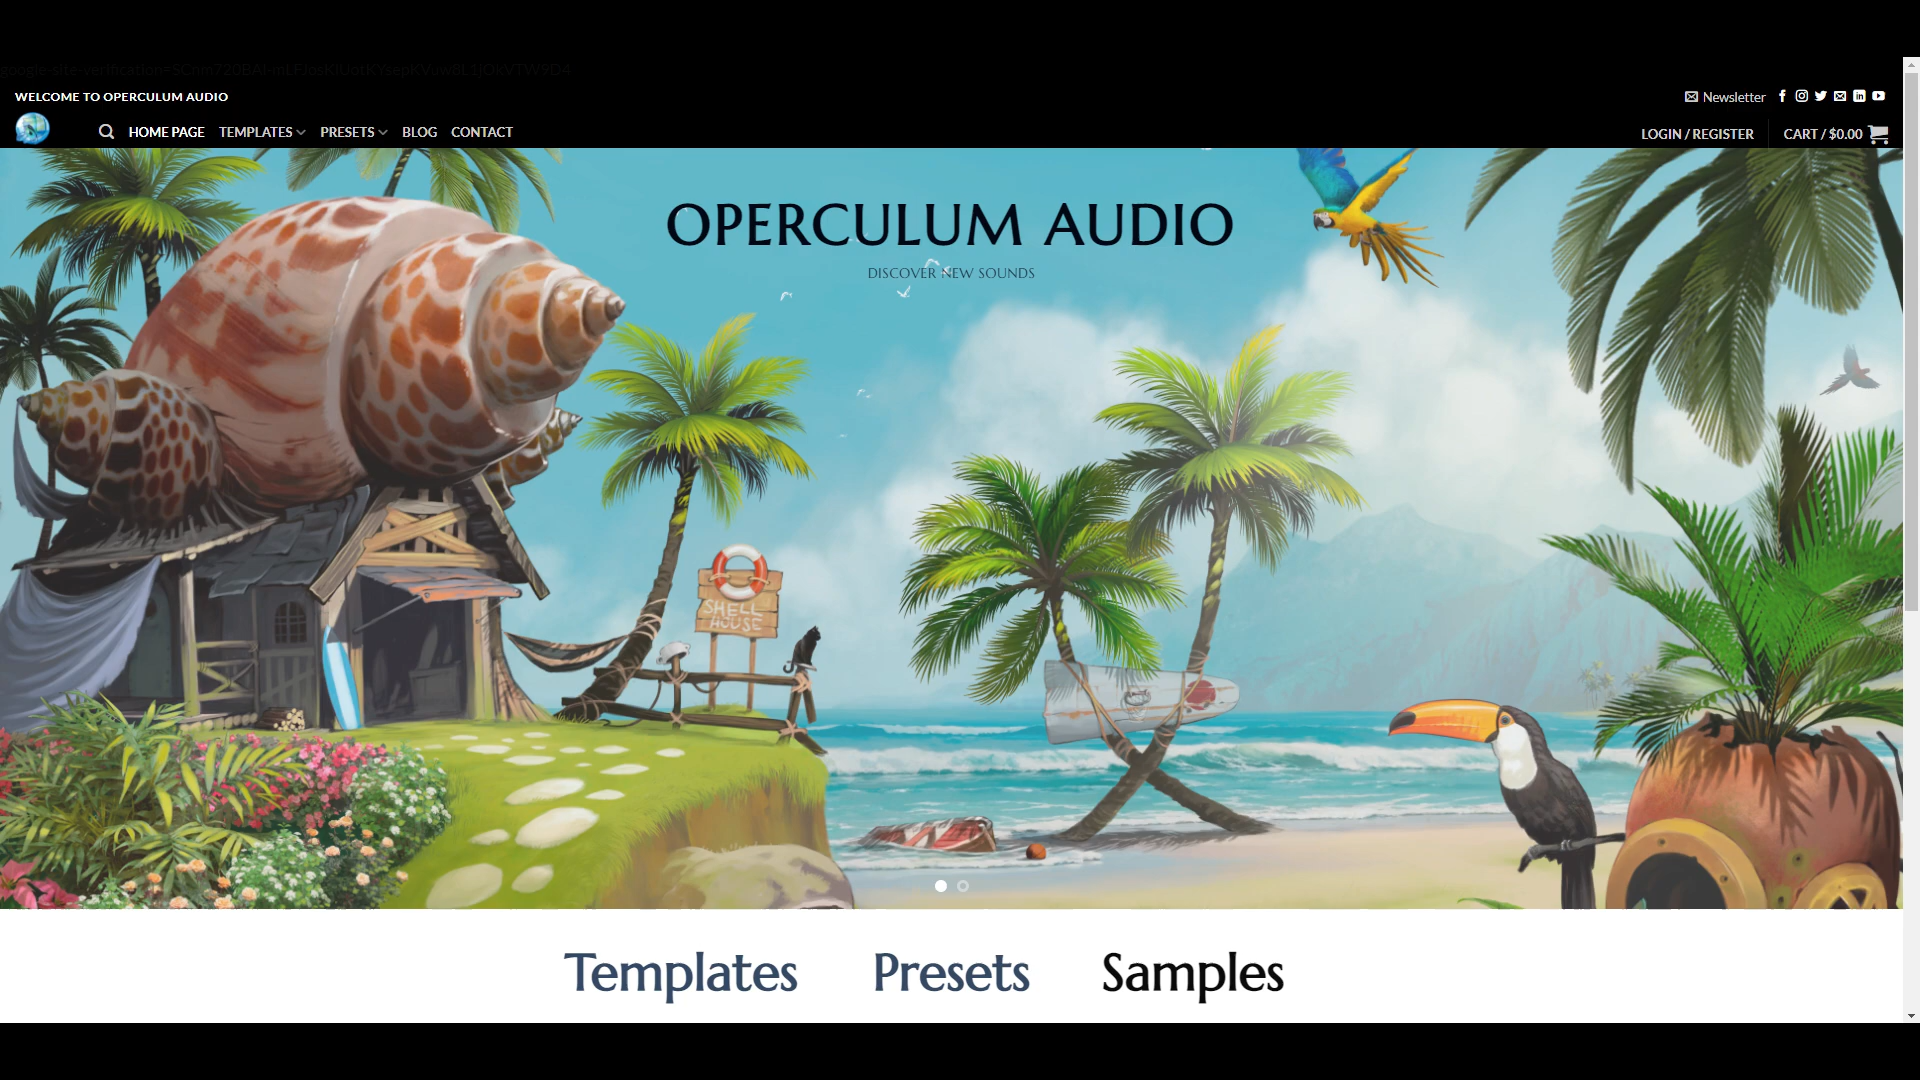 WELCOME TO OPERCULUM AUDIO
Newsletter
HOME PAGE TEMPLATES PRESETS BLOG CONTACT
LOGIN / REGISTER CART / $0.00
OPERCULUM AUDIO
DISCOVER NEW SOUNDS
SHELL
HOUSE
Templates Presets Samples